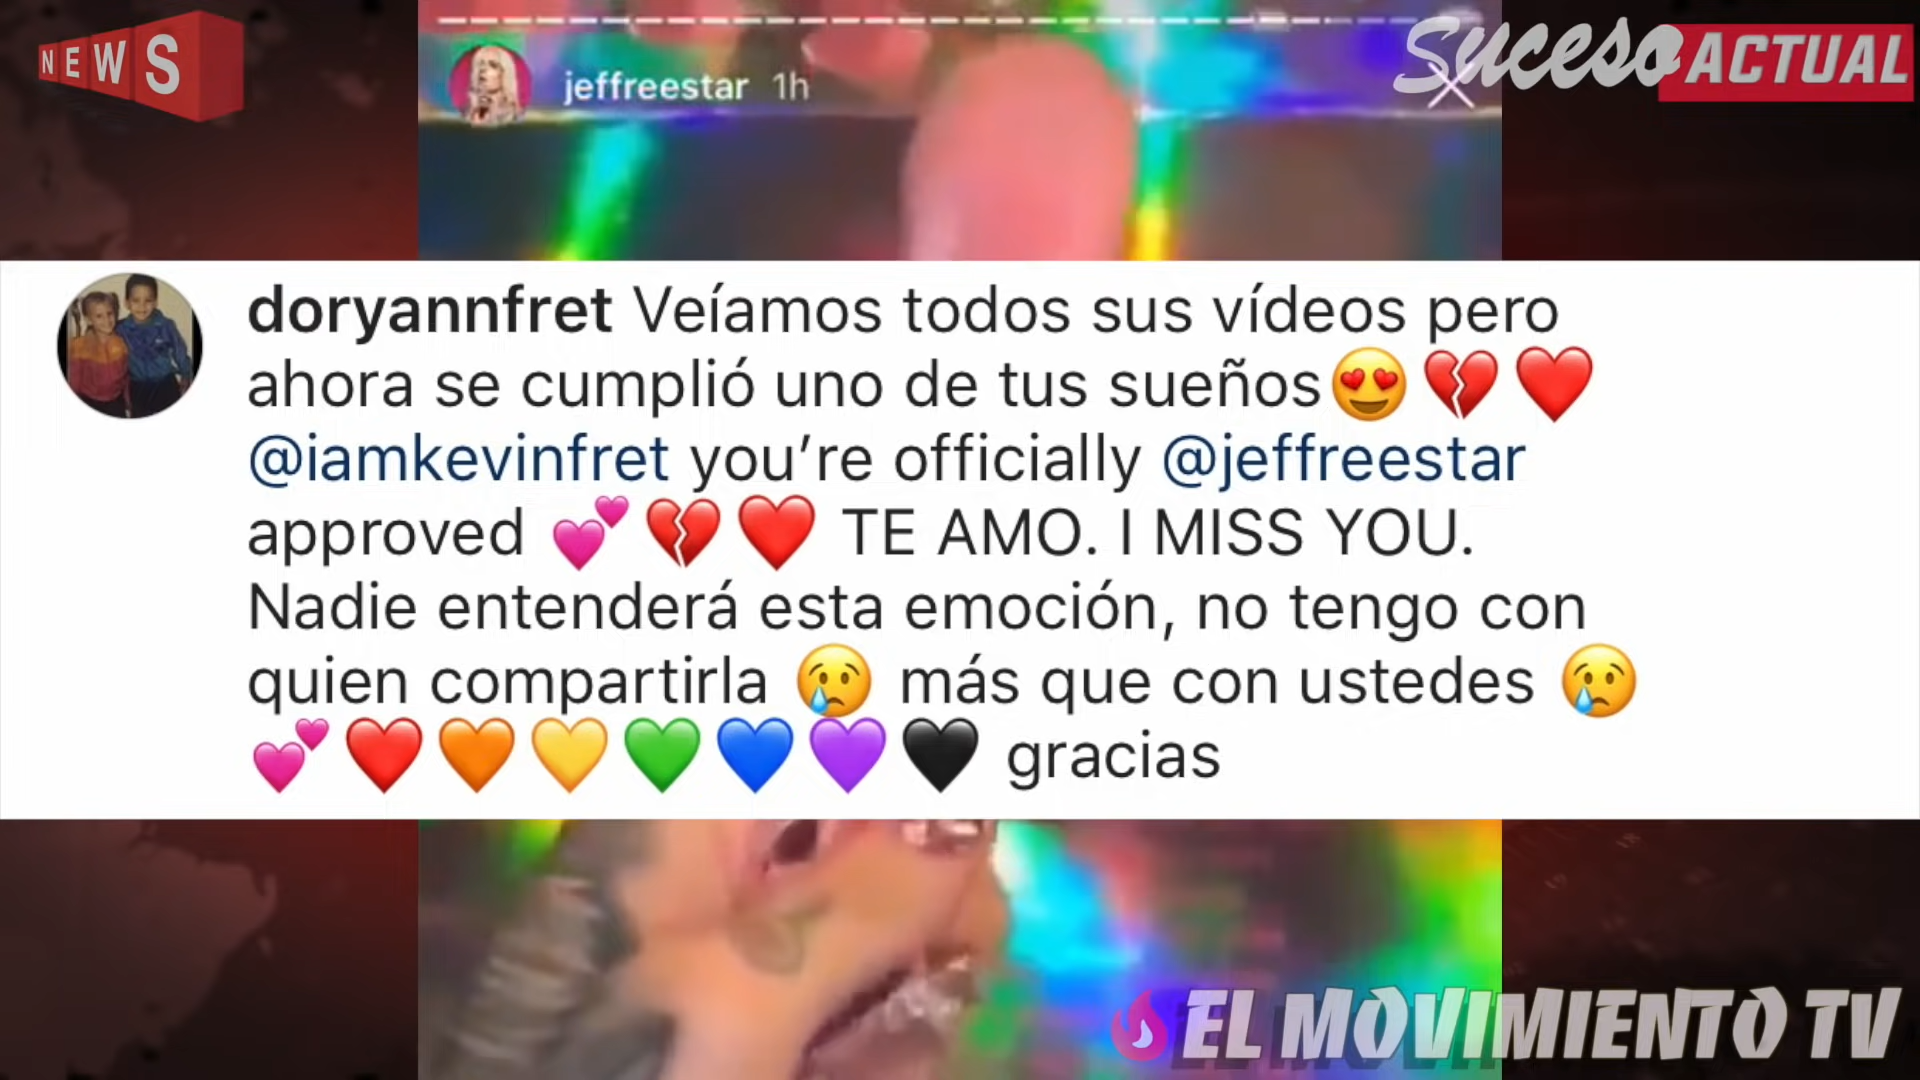 NEWS
jeffreestar 1h
Suceso ACTUAL
doryannfret Veíamos todos sus vídeos pero
ahora se cumplió uno de tus sueños😍💔❤️
@iamkevinfret you’re officially @jeffreestar
approved 💕💔❤️ TE AMO. I MISS YOU.
Nadie entenderá esta emoción, no tengo con
quien compartirla 😢 más que con ustedes 😢
💕❤️🧡💛💚💙💜🖤 gracias
EL MOVIMIENTO TV